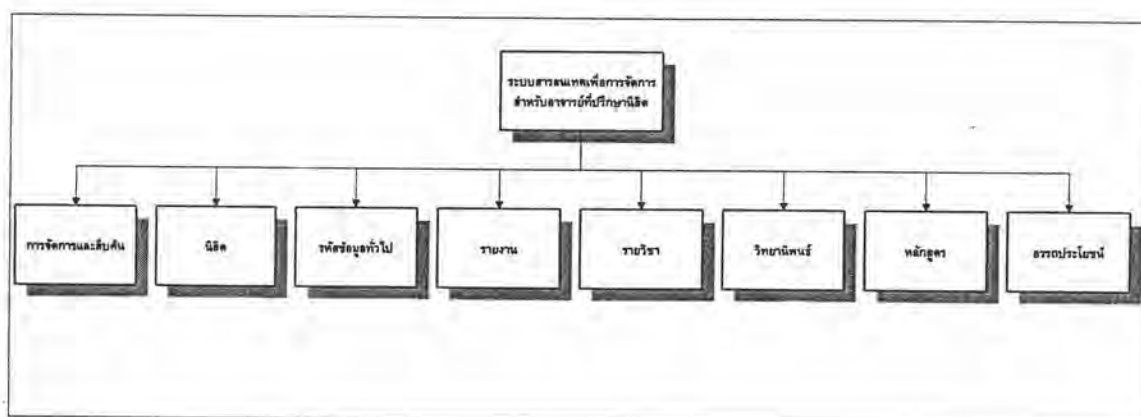 ระบบสารสนเทศเพื่อการจัดการ
สำหรับอาจารย์ที่ปรึกษานิสิต
การจัดการและสืบค้น
นิสิต
รหัสข้อมูลทั่วไป
รายงาน
รายวิชา
วิทยานิพนธ์
หลักสูตร
อรรถประโยชน์